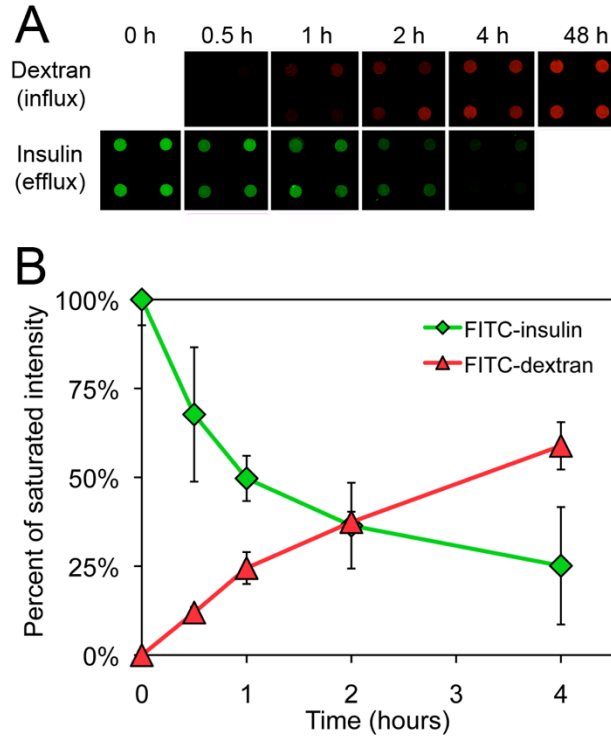 A
0 h 0.5 h 1 h 2 h 4 h 48 h
Dextran
(influx)
Insulin
(efflux)
B
100%
75%
50%
25%
0%
Percent of saturated intensity
FITC-insulin
FITC-dextran
0 1 2 3 4
Time (hours)